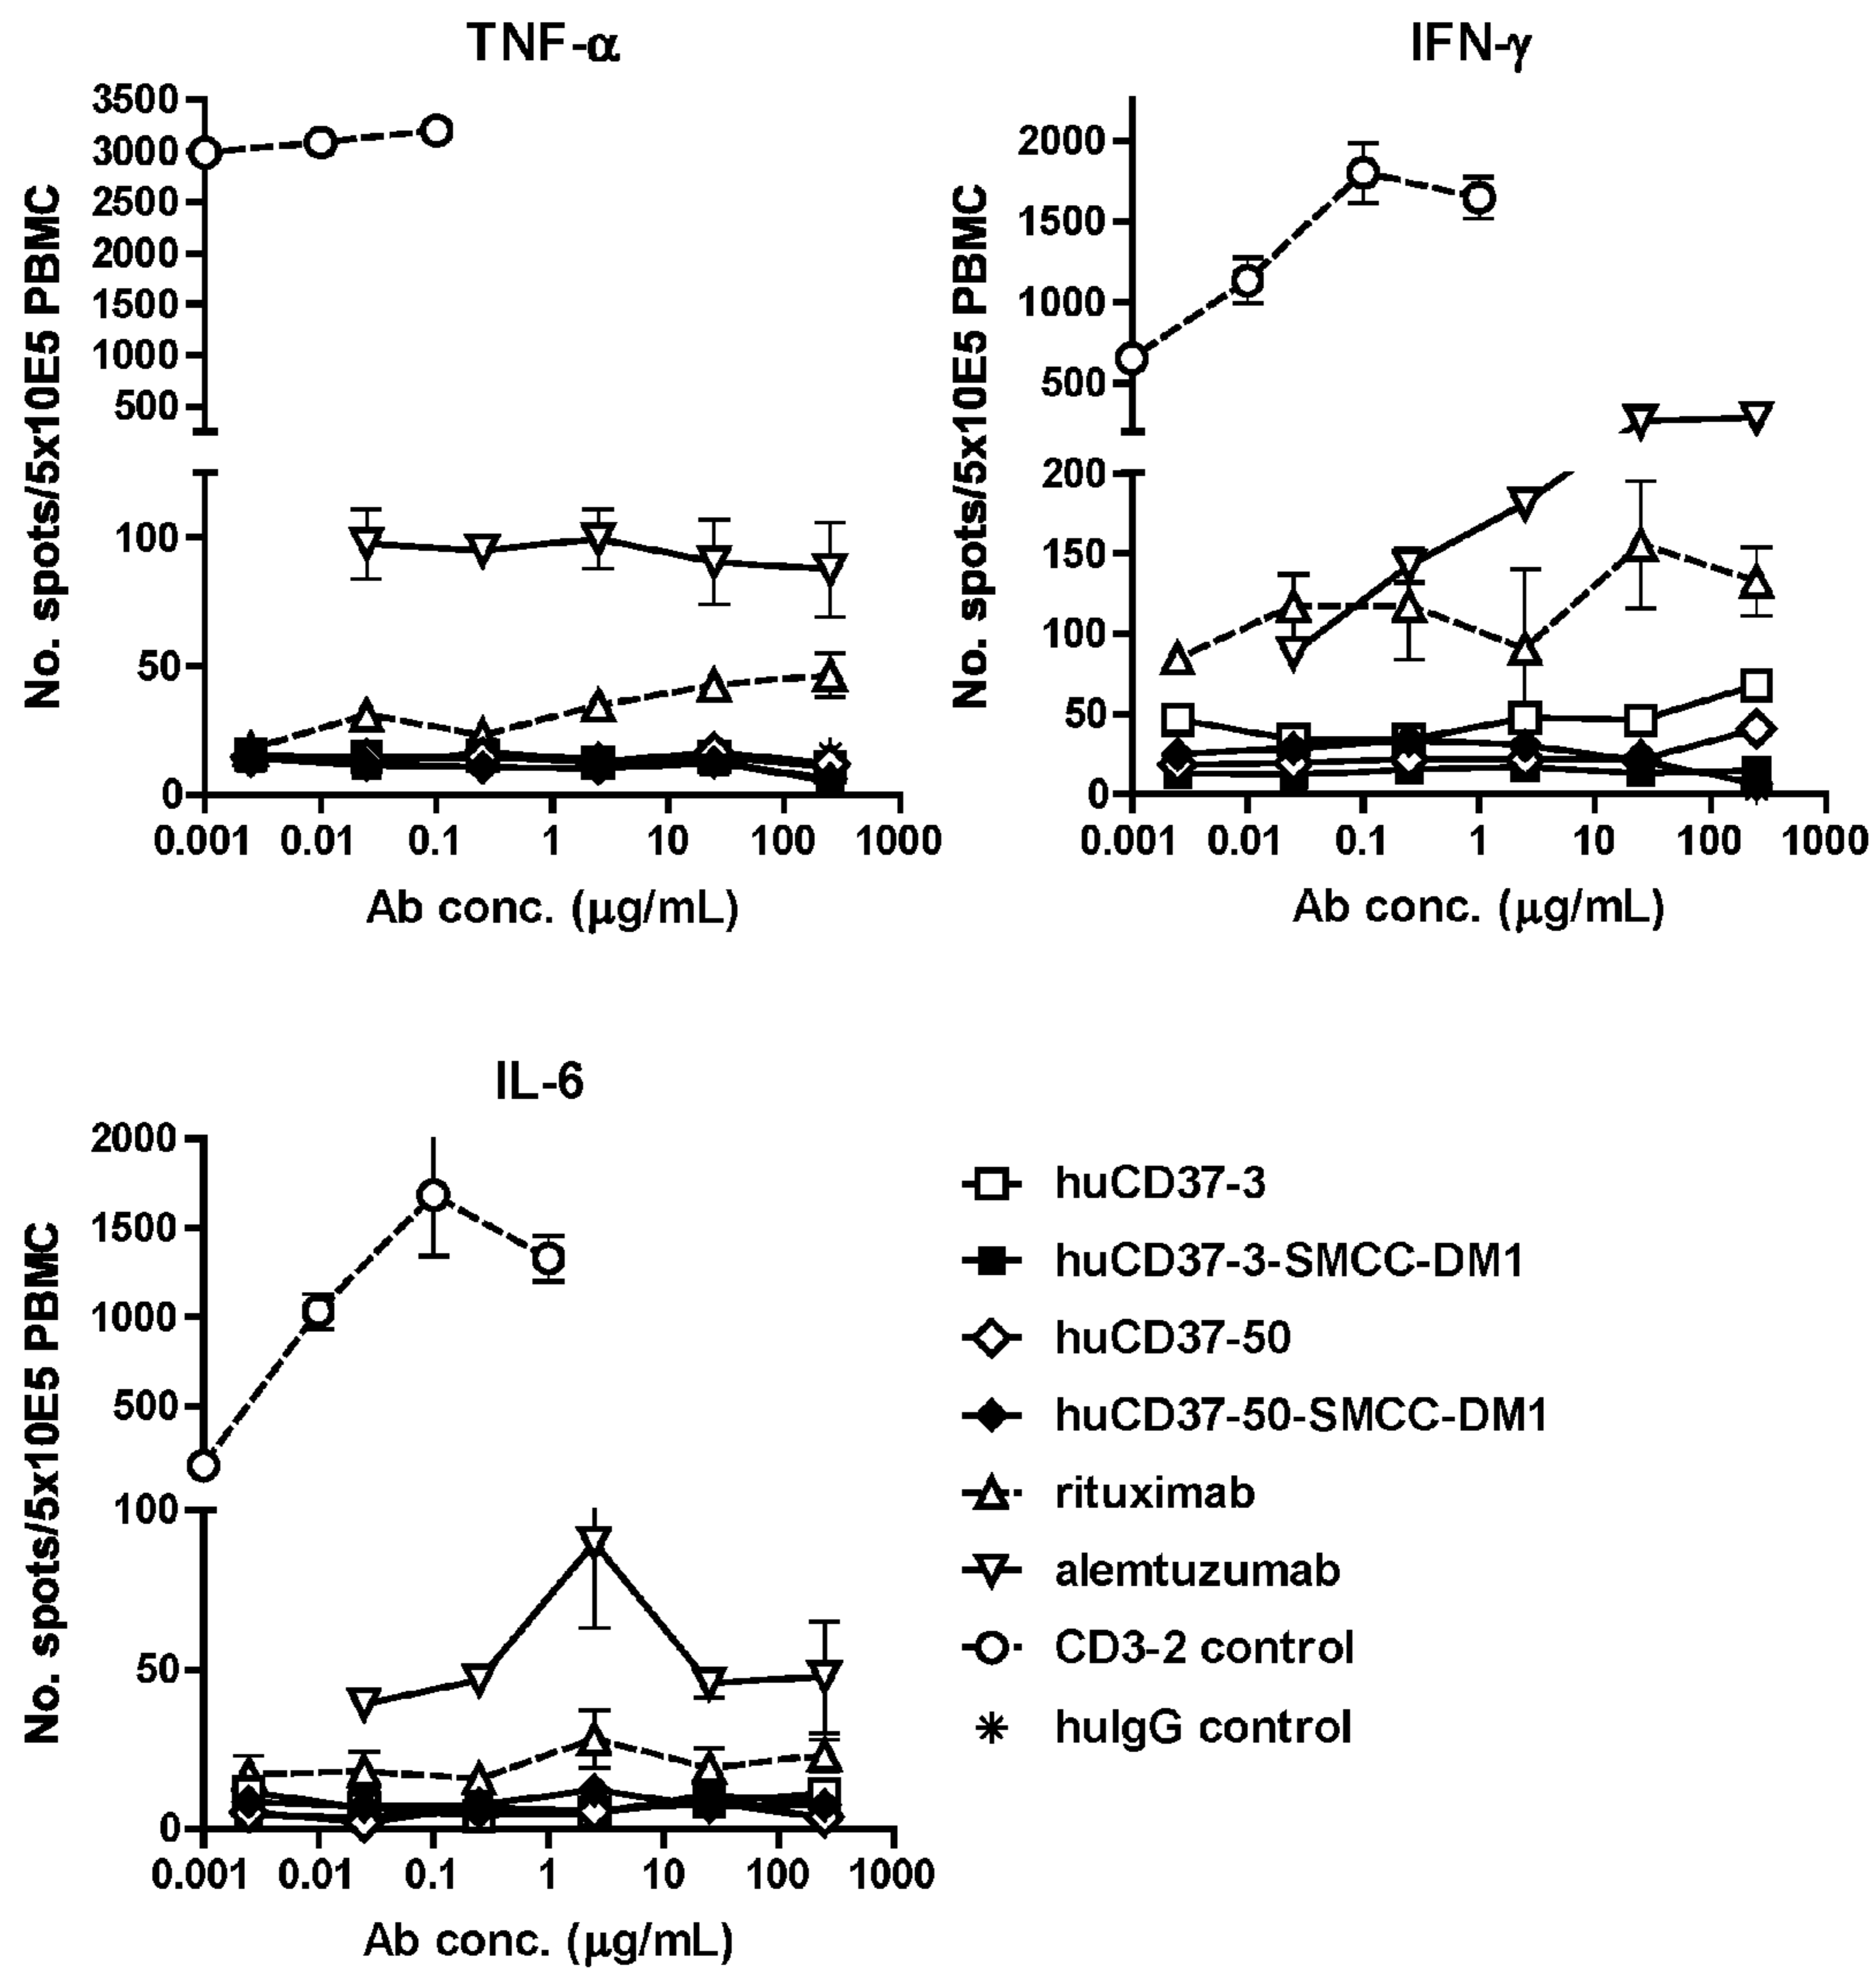 TNF-α
No. spots/5x10E5 PBMC
3500
3000
2500
2000
1500
1000
500
100
50
0
0.001 0.01 0.1 1 10 100 1000
Ab conc. (μg/mL)
IFN-γ
No. spots/5x10E5 PBMC
2000
1500
1000
500
200
150
100
50
0
0.001 0.01 0.1 1 10 100 1000
Ab conc. (μg/mL)
IL-6
No. spots/5x10E5 PBMC
2000
1500
1000
500
100
50
0
0.001 0.01 0.1 1 10 100 1000
Ab conc. (μg/mL)
huCD37-3
huCD37-3-SMCC-DM1
huCD37-50
huCD37-50-SMCC-DM1
rituximab
alemtuzumab
CD3-2 control
huIgG control